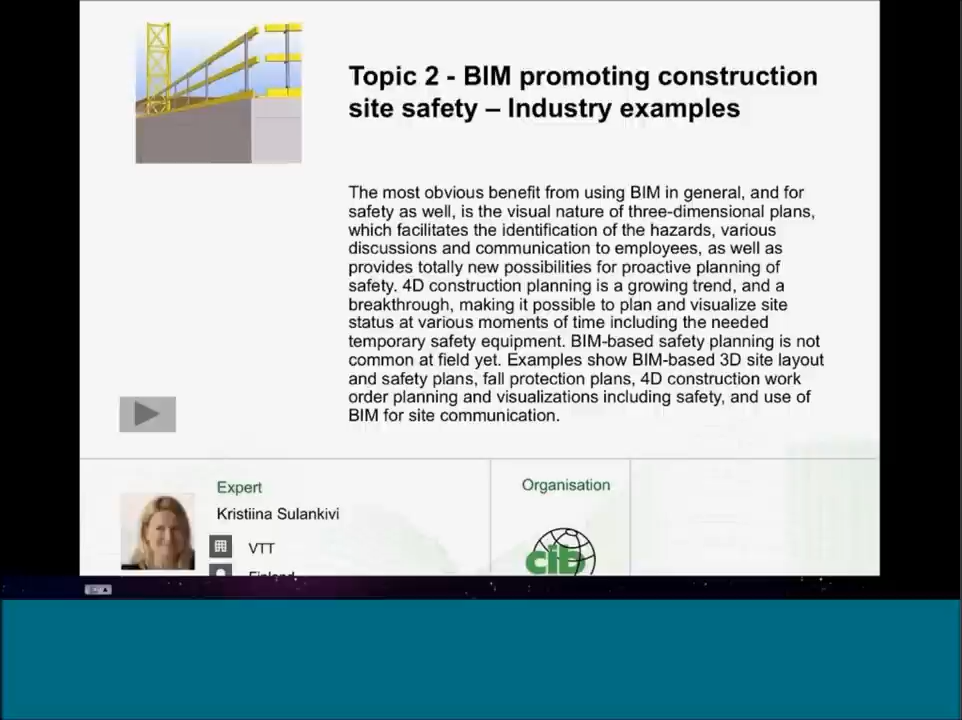 Topic 2 - BIM promoting construction
site safety – Industry examples
The most obvious benefit from using BIM in general, and for
safety as well, is the visual nature of three-dimensional plans,
which facilitates the identification of the hazards, various
discussions and communication to employees, as well as
provides totally new possibilities for proactive planning of
safety. 4D construction planning is a growing trend, and a
breakthrough, making it possible to plan and visualize site
status at various moments of time including the needed
temporary safety equipment. BIM-based safety planning is not
common at field yet. Examples show BIM-based 3D site layout
and safety plans, fall protection plans, 4D construction work
order planning and visualizations including safety, and use of
BIM for site communication.
Expert
Kristiina Sulankivi
VTT
Finland
Organisation
cib